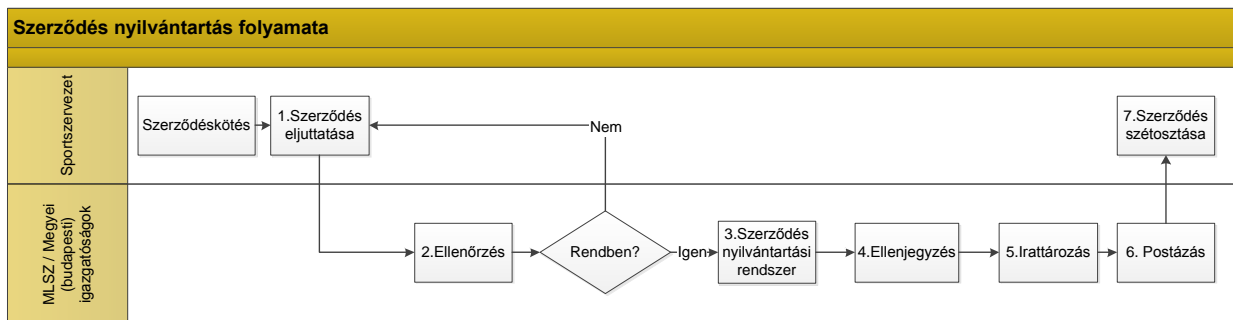 Szerződés nyilvántartás folyamata
Sportszervezet
Szerződéskötés
1.Szerződés
eljuttatása
Nem
7.Szerződés
szétosztása
MLSZ / Megyei
(budapesti)
igazgatóságok
2.Ellenőrzés
Rendben?
Igen
3.Szerződés
nyilvántartási
rendszer
4.Ellenjegyzés
5.Irattározás
6. Postázás